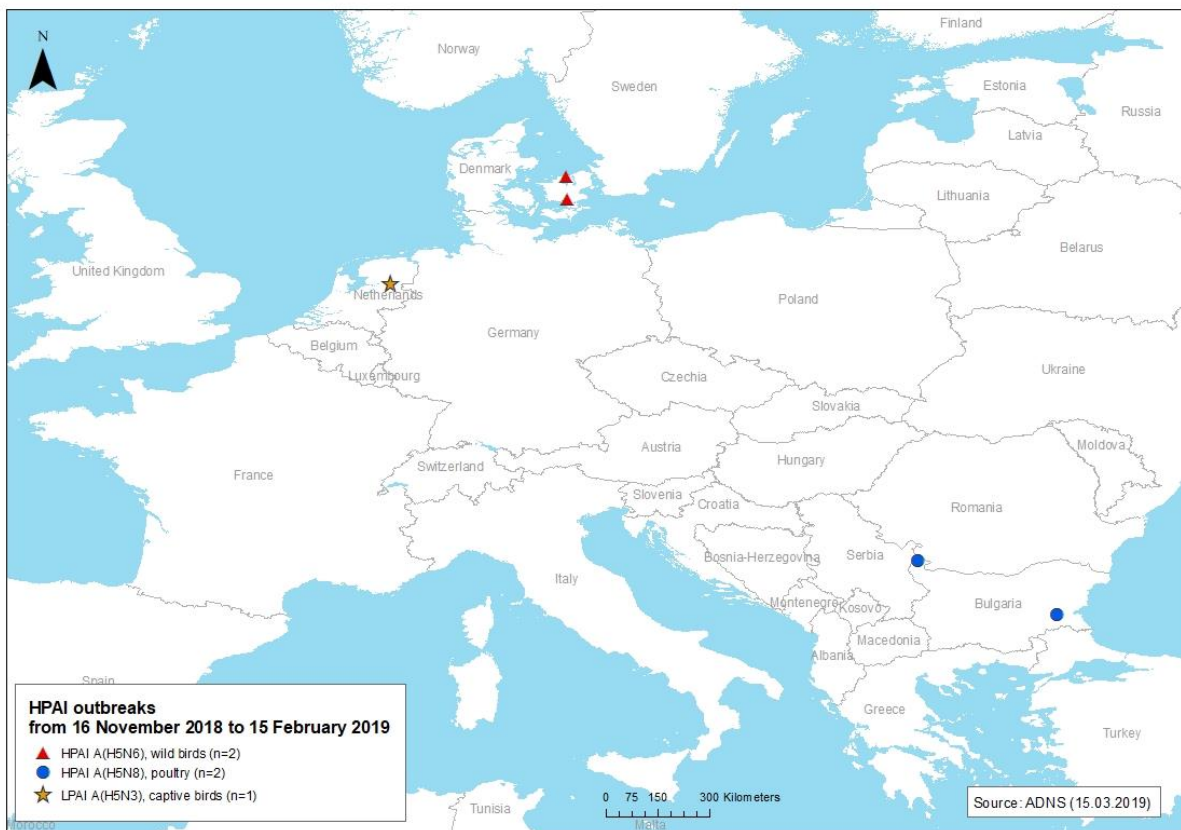 Finland
Norway
N
Sweden
Estonia
Russia
Latvia
Denmark
Lithuania
Belarus
United Kingdom
Netherlands
Poland
Germany
Belgium
Luxembourg
Czechia
Ukraine
Slovakia
Austria
Moldova
Hungary
Switzerland
France
Slovenia
Croatia
Romania
Bosnia-Herzegovina
Serbia
Italy
Montenegro
Kosovo
Bulgaria
Macedonia
Albania
Spain
Greece
Turkey
HPAI outbreaks
from 16 November 2018 to 15 February 2019
HPAI A(H5N6), wild birds (n=2)
HPAI A(H5N8), poultry (n=2)
LPAI A(H5N3), captive birds (n=1)
0 75 150 300 Kilometers
Source: ADNS (15.03.2019)
Tunisia
Malta
Morocco